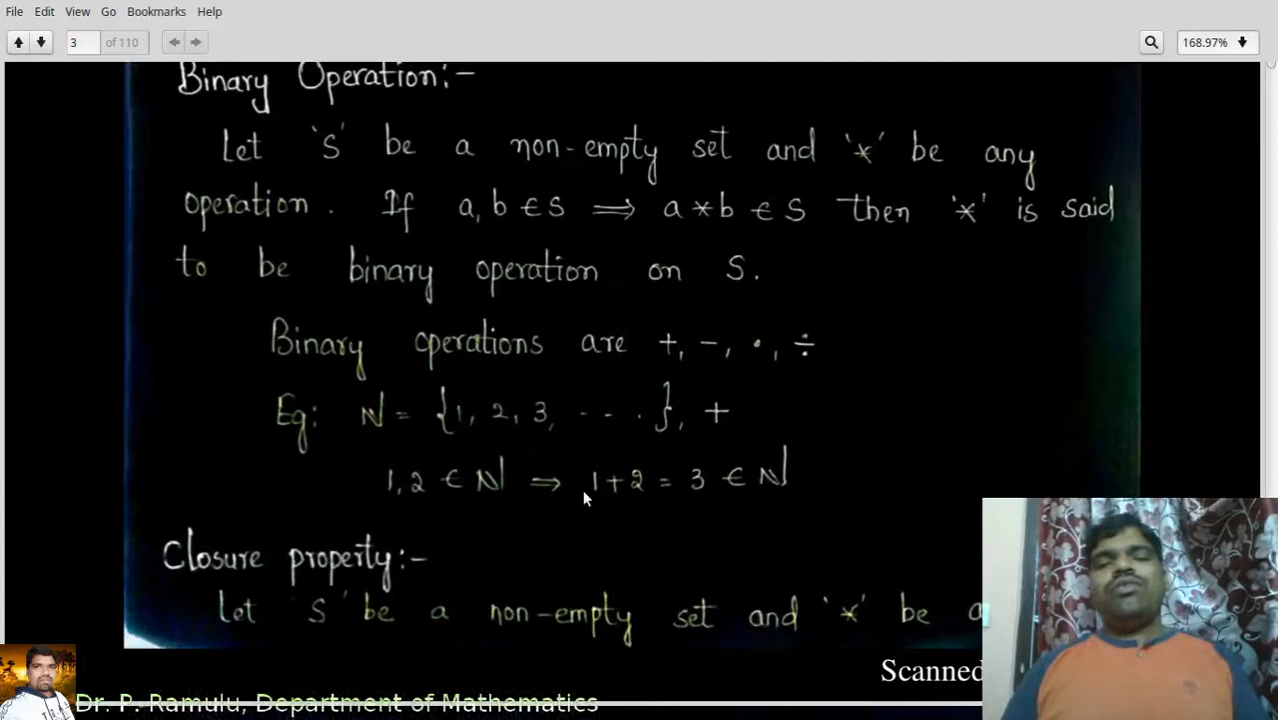 File Edit View Go Bookmarks Help
3 of 110 168.97%
Binary Operation:-
Let 'S' be a non-empty set and '*' be any
operation. If a, b ∈ S ⟹ a * b ∈ S then '*' is said
to be binary operation on S.
Binary operations are +, -, ·, ÷
Eg: N = {1, 2, 3, - - . .}, +
1, 2 ∈ N ⟹ 1+2 = 3 ∈ N
Closure property:-
Let 'S' be a non-empty set and '*' be a
Scanned
Dr. P. Ramulu, Department of Mathematics